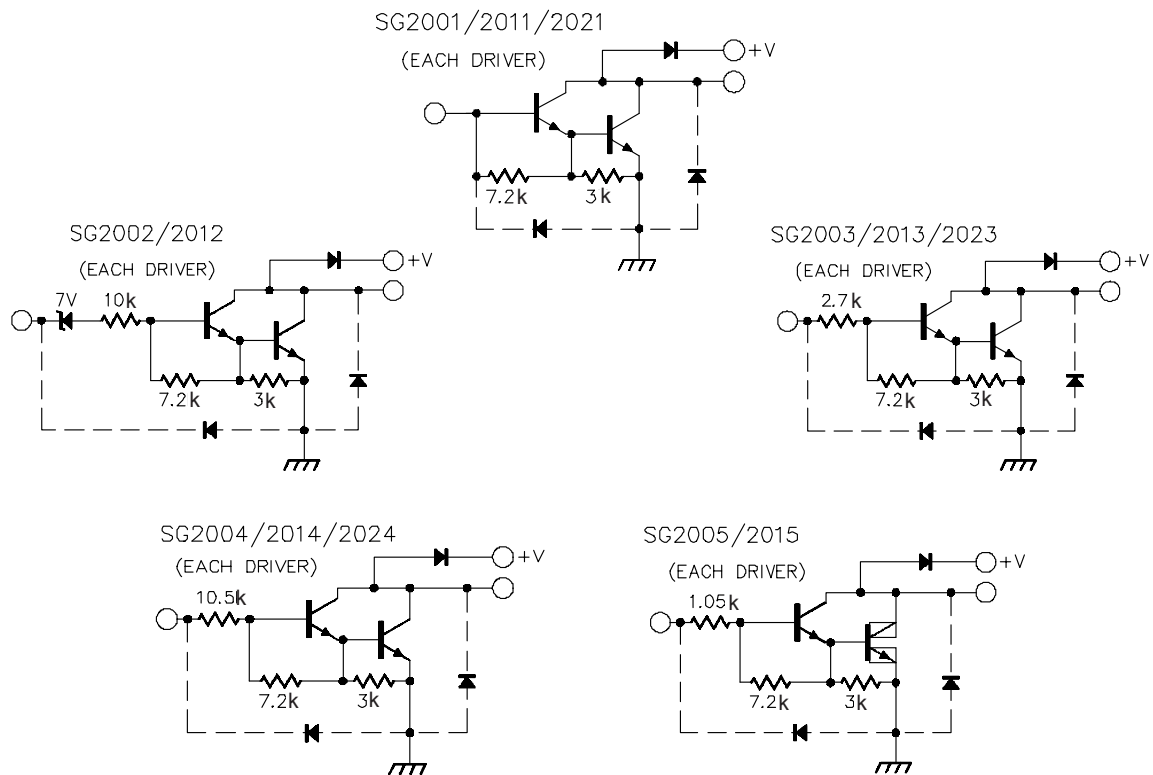 SG2001/2011/2021
(EACH DRIVER)
+V
7.2k
3k
SG2002/2012
(EACH DRIVER)
+V
7V
10k
7.2k
3k
SG2003/2013/2023
(EACH DRIVER)
+V
2.7k
7.2k
3k
SG2004/2014/2024
(EACH DRIVER)
+V
10.5k
7.2k
3k
SG2005/2015
(EACH DRIVER)
+V
1.05k
7.2k
3k